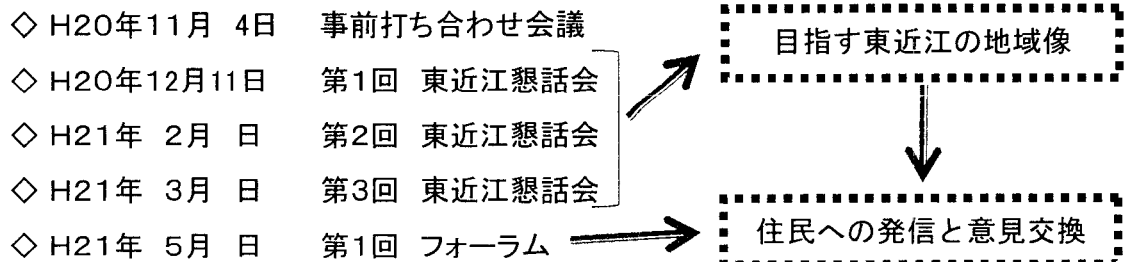 ◇ H20年11月 4日 事前打ち合わせ会議
◇ H20年12月11日 第1回 東近江懇話会
◇ H21年 2月 日 第2回 東近江懇話会
◇ H21年 3月 日 第3回 東近江懇話会
◇ H21年 5月 日 第1回 フォーラム
目指す東近江の地域像
住民への発信と意見交換